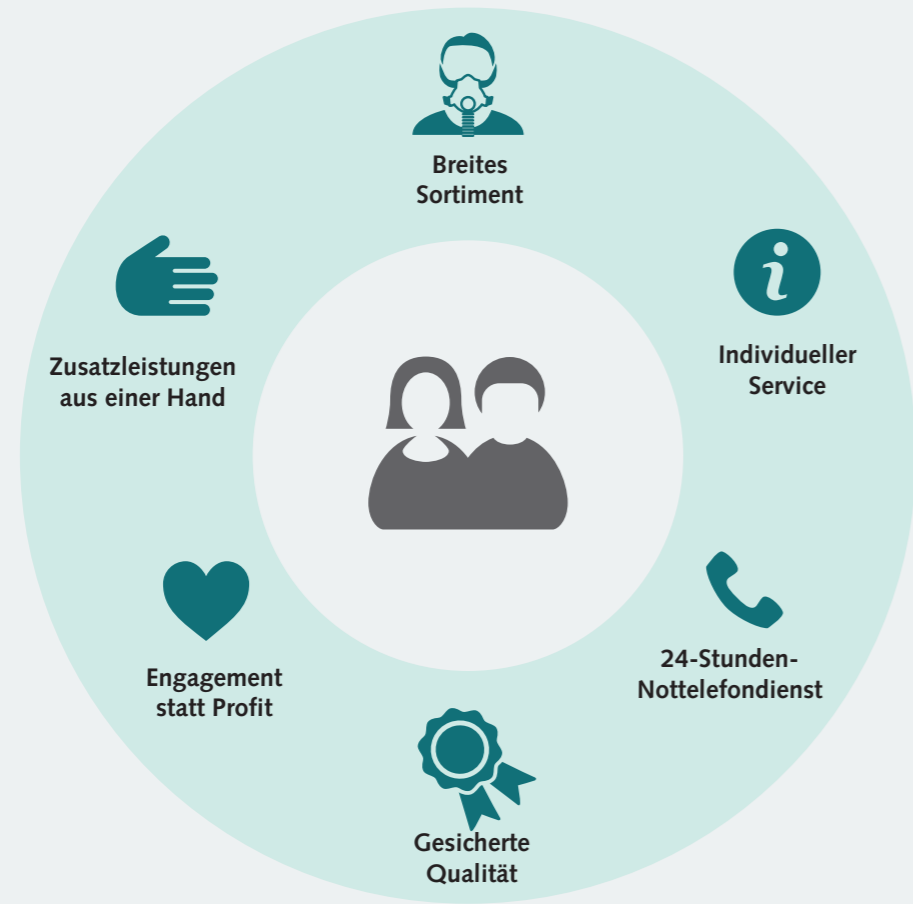 Breites
Sortiment
Individueller
Service
24-Stunden-
Nottelefondienst
Gesicherte
Qualität
Engagement
statt Profit
Zusatzleistungen
aus einer Hand